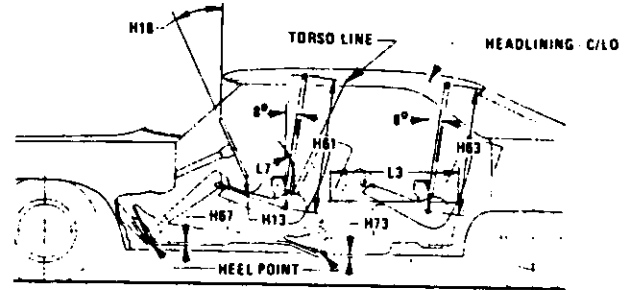 H18
TORSO LINE
HEADLINING C/LO
8°
8°
H61
H63
L7
L3
H67
H13
H73
HEEL POINT